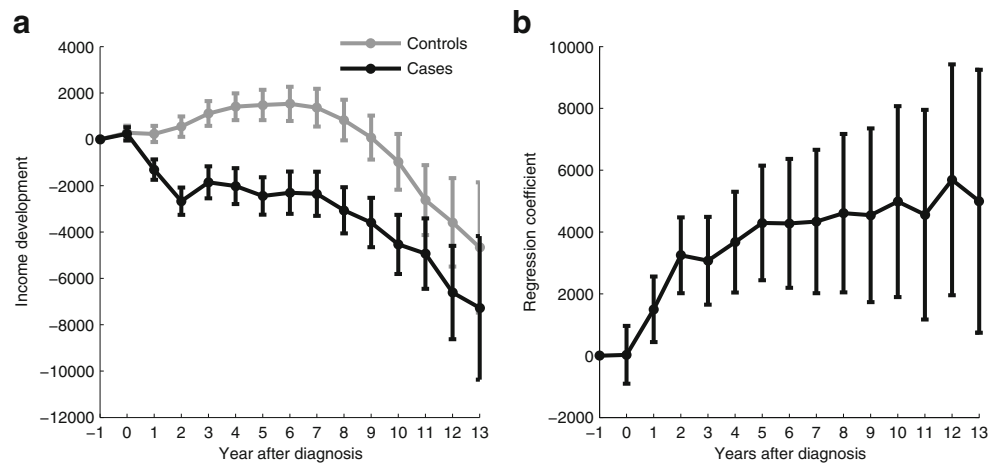 a
Controls
Cases
Income development
4000
2000
0
−2000
−4000
−6000
−8000
−10000
−12000
−1 0 1 2 3 4 5 6 7 8 9 10 11 12 13
Year after diagnosis
b
Regression coefficient
10000
8000
6000
4000
2000
0
−2000
−1 0 1 2 3 4 5 6 7 8 9 10 11 12 13
Years after diagnosis